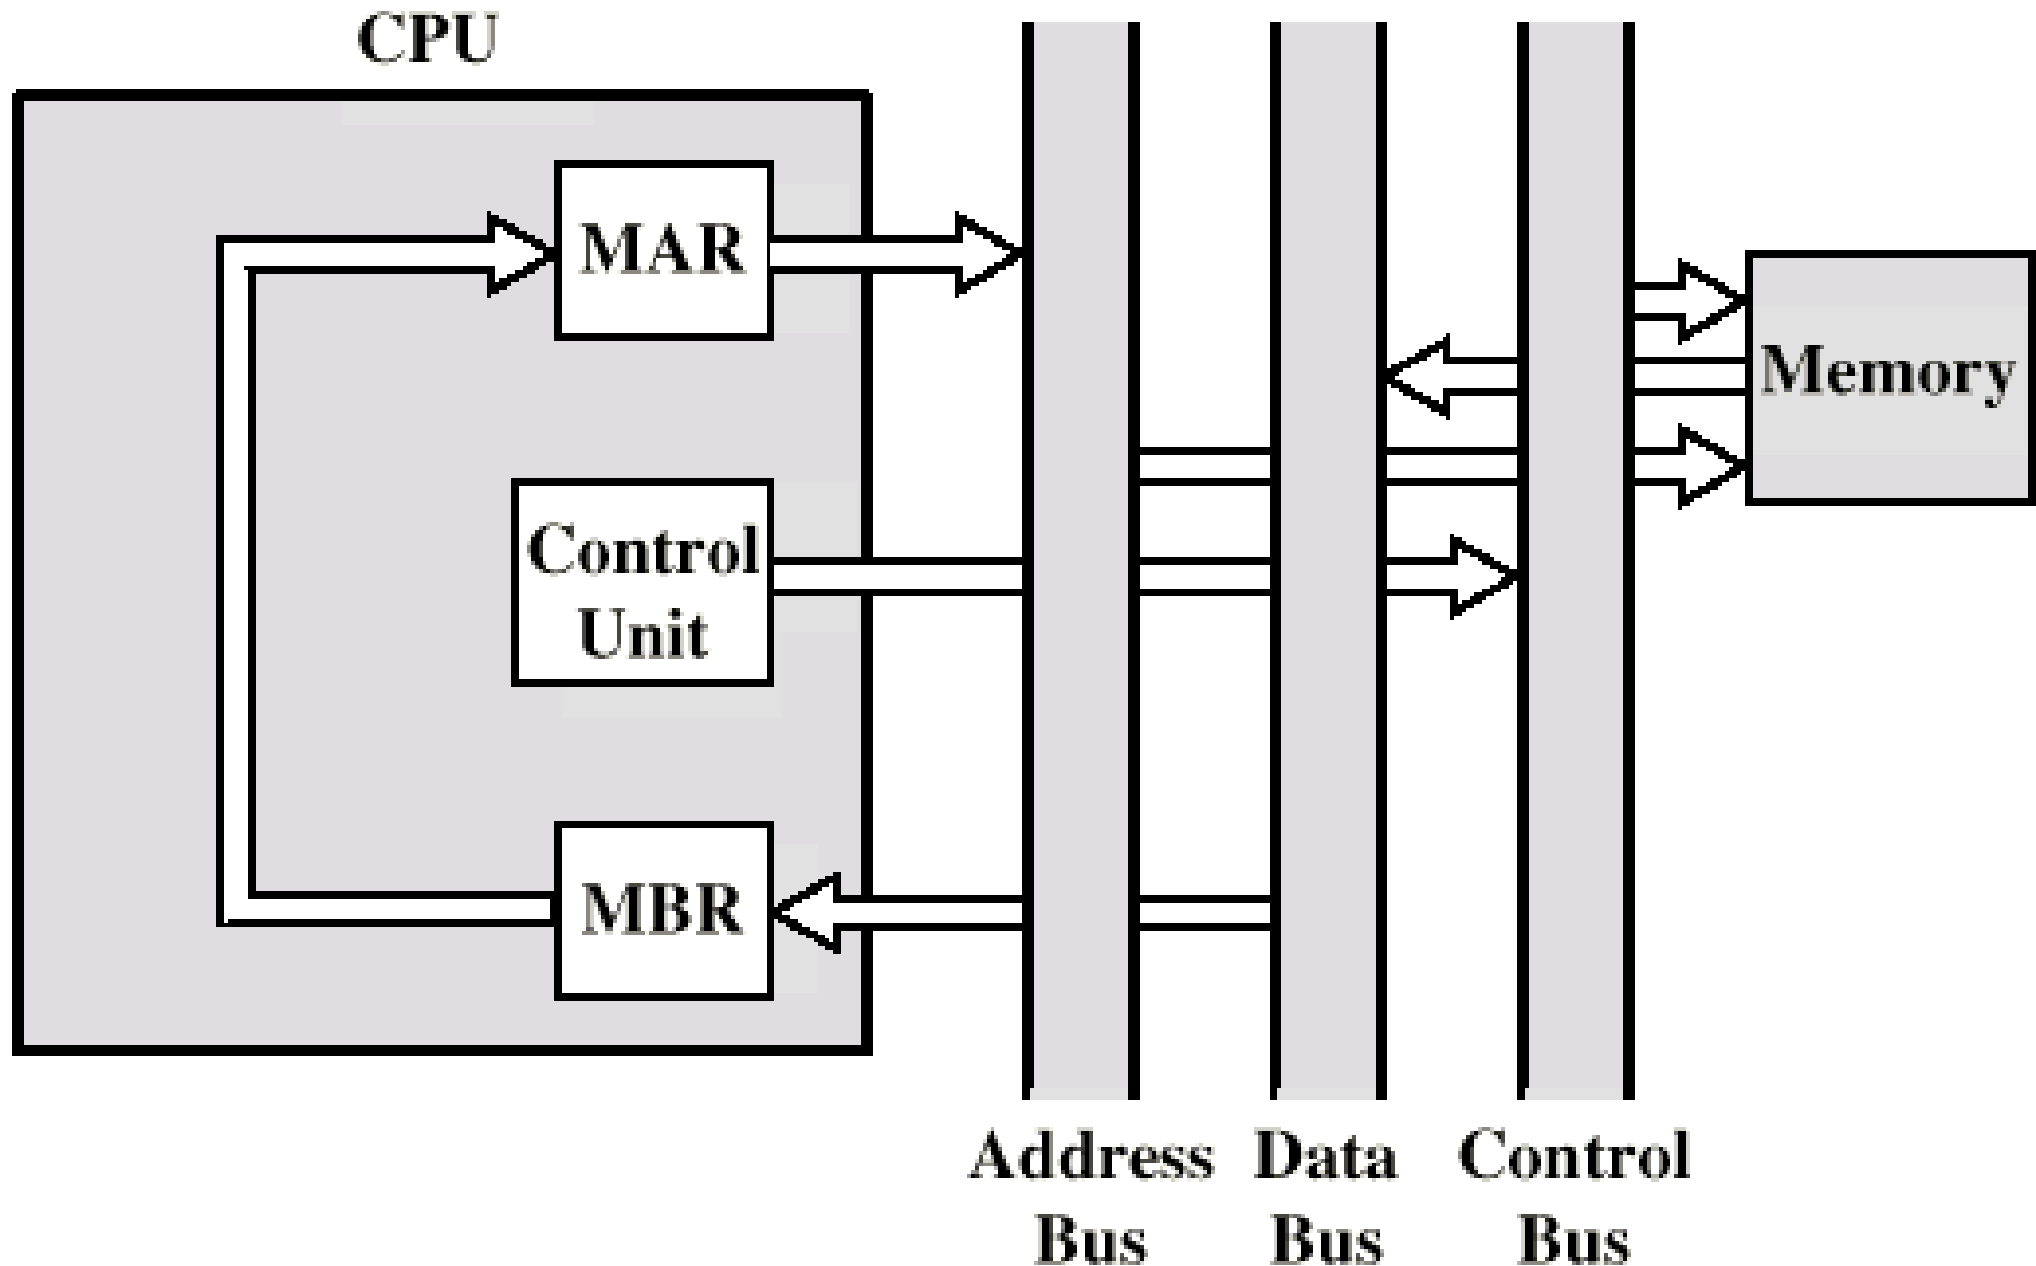 CPU
MAR
Memory
Control
Unit
MBR
Address
Bus
Data
Bus
Control
Bus